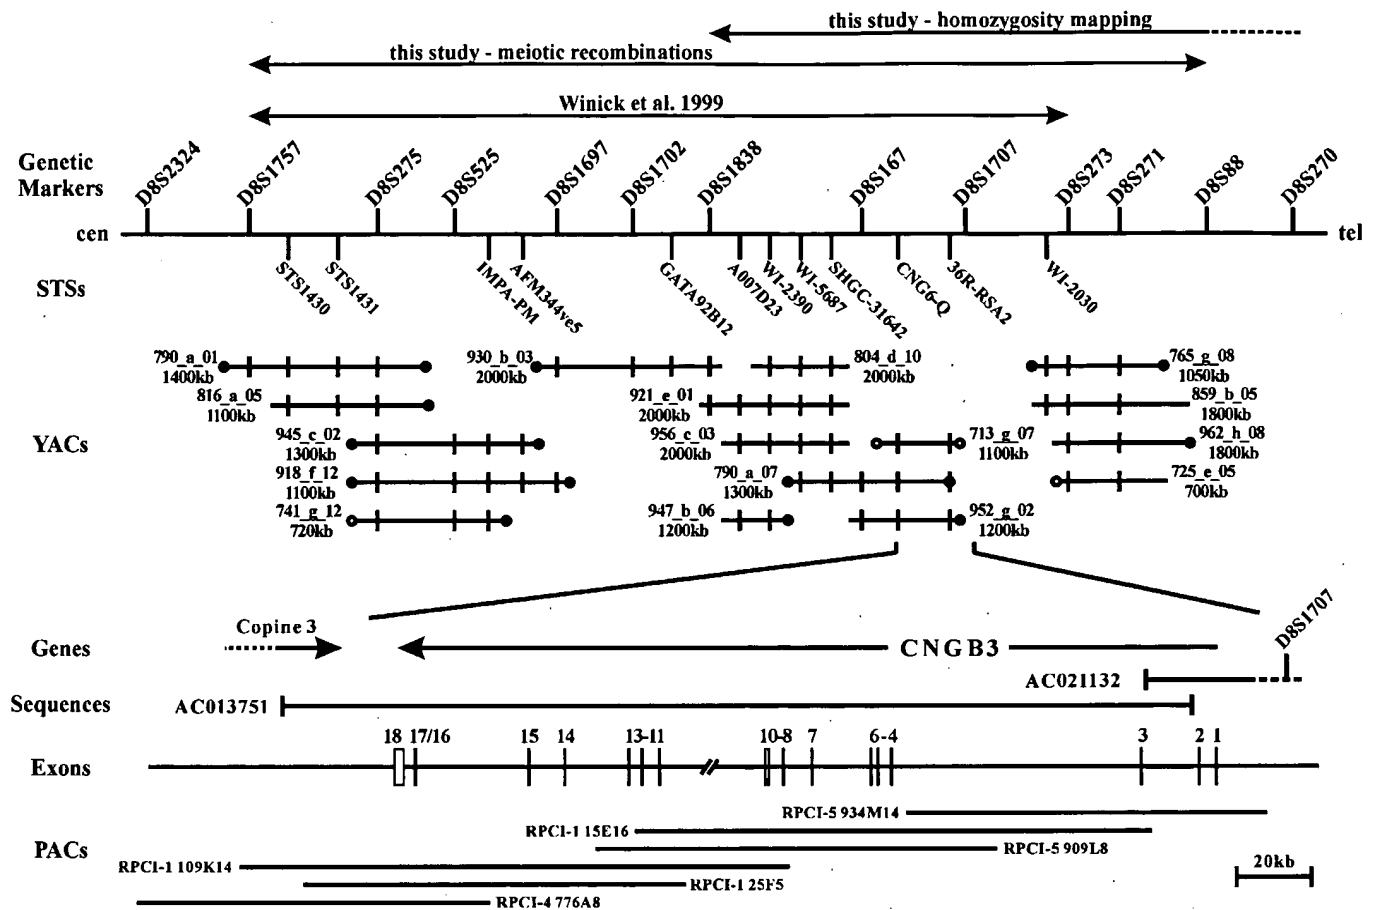 this study - homozygosity mapping
this study - meiotic recombinations
Winick et al. 1999
Genetic
Markers
D8S2324
D8S1757
D8S275
D8S525
D8S1697
D8S1702
D8S1838
D8S167
D8S1707
D8S273
D8S271
D8S88
D8S270
cen
tel
STSs
STS1430
STS1431
IMPA-PM
AFM344ve5
GATA92B12
A007D23
WI-2390
WI-5687
SHGC-31642
CNG6-Q
36R-RSA2
WI-2030
YACs
790_a_01
1400kb
930_b_03
2000kb
804_d_10
2000kb
765_g_08
1050kb
816_a_05
1100kb
921_e_01
2000kb
859_b_05
1800kb
945_c_02
1300kb
956_c_03
2000kb
713_g_07
1100kb
962_h_08
1800kb
918_f_12
1100kb
790_a_07
1300kb
725_e_05
700kb
741_g_12
720kb
947_b_06
1200kb
952_g_02
1200kb
Genes
Copine 3
CNGB3
D8S1707
Sequences
AC013751
AC021132
Exons
18 17/16 15 14 13-11 10-8 7 6-4 3 2 1
PACs
RPCI-5 934M14
RPCI-1 15E16
RPCI-5 909L8
RPCI-1 109K14
RPCI-1 25F5
RPCI-4 776A8
20kb